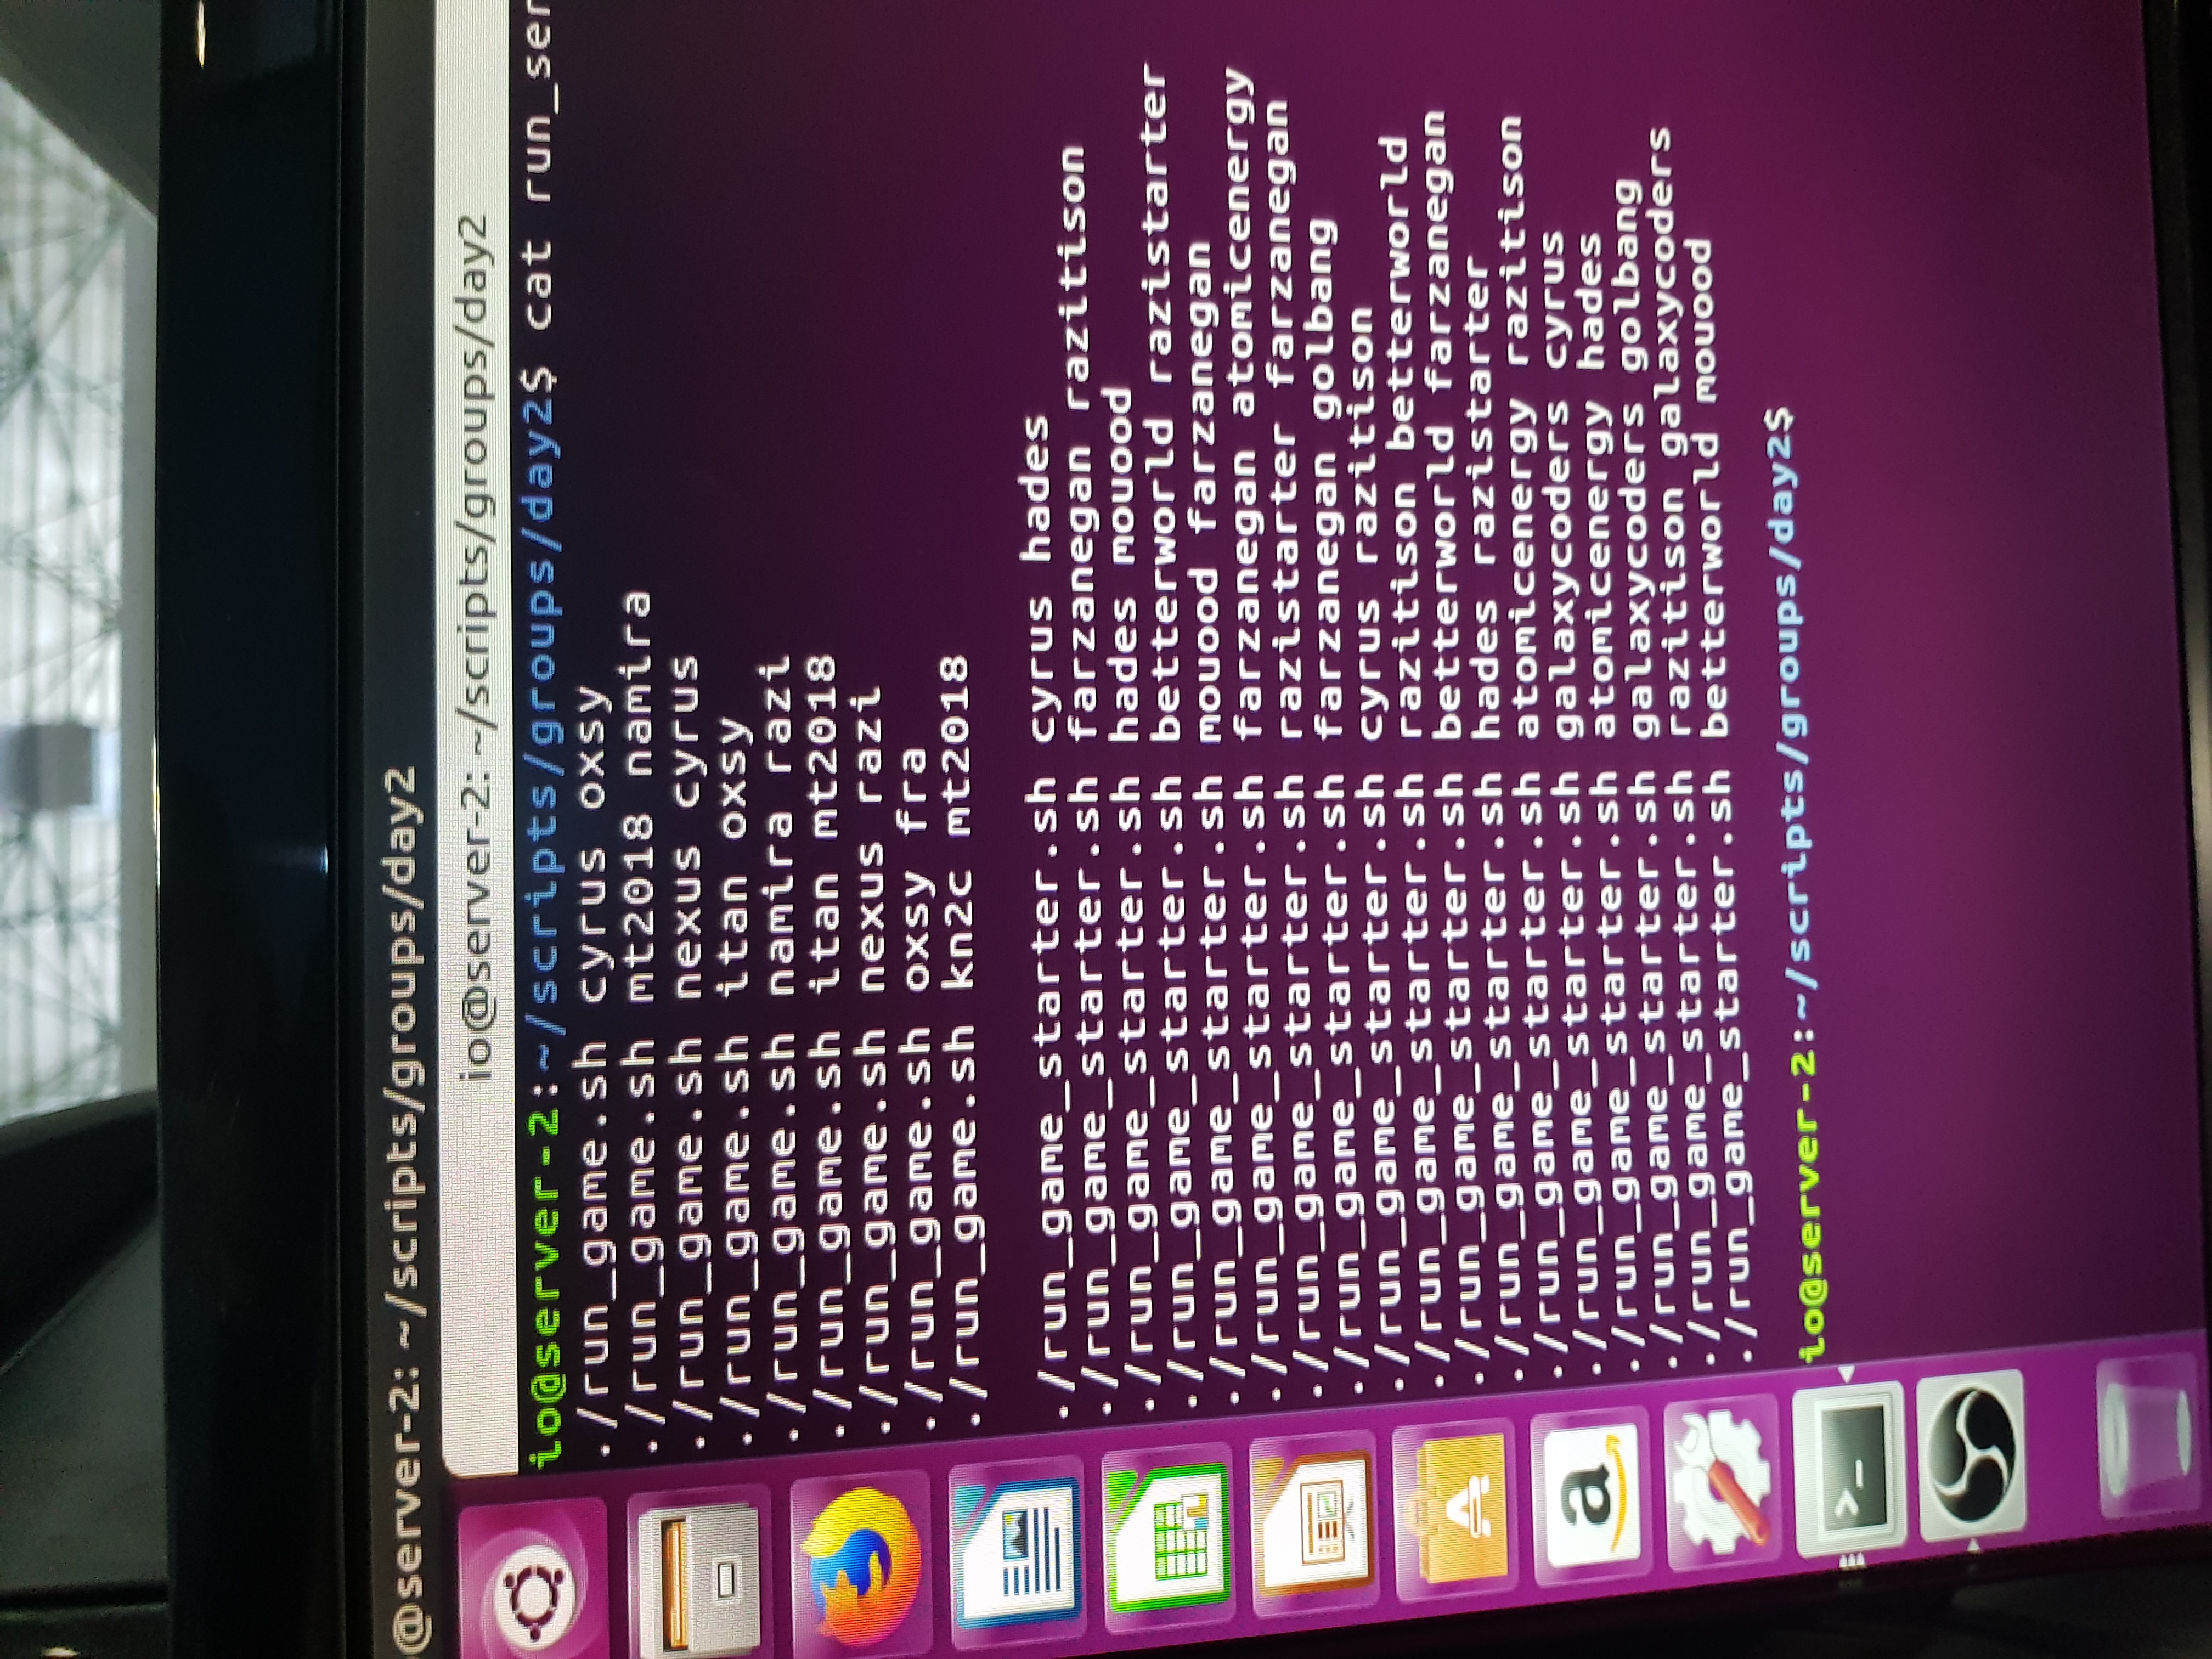 @server-2: ~/scripts/groups/day2
io@server-2: ~/scripts/groups/day2
io@server-2:~/scripts/groups/day2$ cat run_ser
./run_game.sh cyrus oxsy
./run_game.sh mt2018 namira
./run_game.sh nexus cyrus
./run_game.sh itan oxsy
./run_game.sh namira razi
./run_game.sh itan mt2018
./run_game.sh nexus razi
./run_game.sh oxsy fra
./run_game.sh kn2c mt2018
./run_game_starter.sh cyrus hades
./run_game_starter.sh farzanegan razitison
./run_game_starter.sh hades mouood
./run_game_starter.sh betterworld razistarter
./run_game_starter.sh mouood farzanegan
./run_game_starter.sh farzanegan atomicenergy
./run_game_starter.sh razistarter farzanegan
./run_game_starter.sh farzanegan golbang
./run_game_starter.sh cyrus razitison
./run_game_starter.sh razitison betterworld
./run_game_starter.sh betterworld farzanegan
./run_game_starter.sh hades razistarter
./run_game_starter.sh atomicenergy razitison
./run_game_starter.sh galaxycoders cyrus
./run_game_starter.sh atomicenergy hades
./run_game_starter.sh galaxycoders golbang
./run_game_starter.sh razitison galaxycoders
./run_game_starter.sh betterworld mouood
io@server-2:~/scripts/groups/day2$